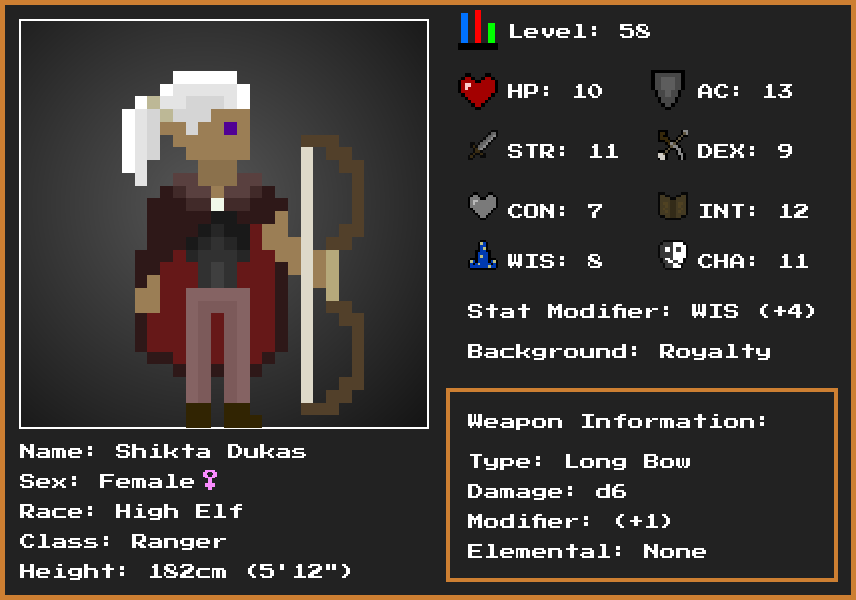 Level: 58
HP: 10
AC: 13
STR: 11
DEX: 9
CON: 7
INT: 12
WIS: 8
CHA: 11
Stat Modifier: WIS (+4)
Background: Royalty
Weapon Information:
Type: Long Bow
Damage: d6
Modifier: (+1)
Elemental: None
Name: Shikta Dukas
Sex: Female♀
Race: High Elf
Class: Ranger
Height: 182cm (5'12")